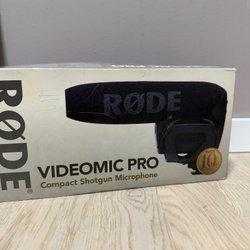 RØDE
RØDE
®
VIDEOMIC PRO
Compact Shotgun Microphone
10